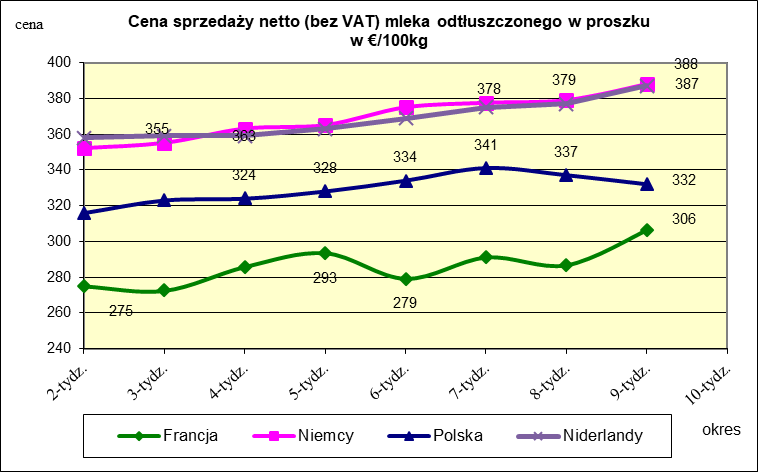 Cena sprzedaży netto (bez VAT) mleka odtłuszczonego w proszku
w €/100kg
cena
400
380
360
340
320
300
280
260
240
388
387
378
379
355
363
341
337
334
332
328
324
306
293
279
275
2-tydz.
3-tydz.
4-tydz.
5-tydz.
6-tydz.
7-tydz.
8-tydz.
9-tydz.
10-tydz.
okres
Francja
Niemcy
Polska
Niderlandy